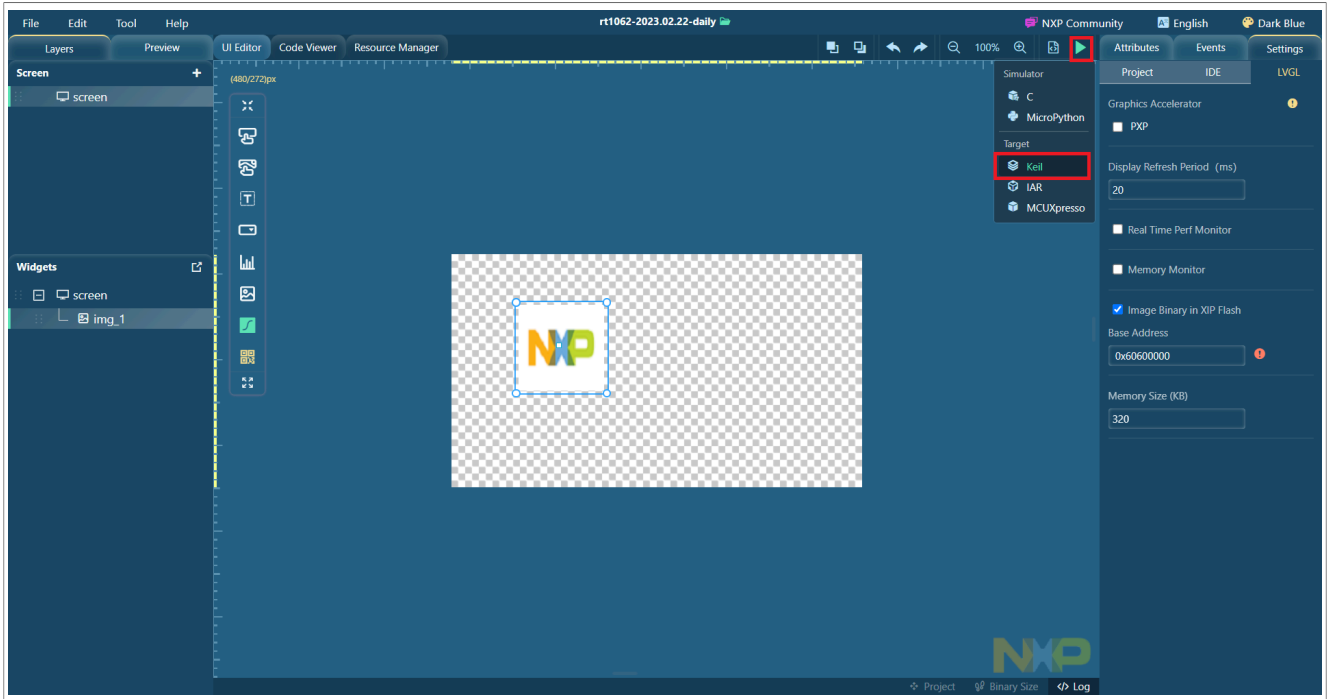 File Edit Tool Help
rt1062-2023.02.22-daily
NXP Community English Dark Blue
Layers Preview
UI Editor Code Viewer Resource Manager
100%
Attributes Events Settings
Screen +
screen
(480/272)px
Simulator
C
MicroPython
Target
Keil
IAR
MCUXpresso
Project IDE LVGL
Graphics Accelerator
PXP
Display Refresh Period (ms)
20
Real Time Perf Monitor
Memory Monitor
Image Binary in XIP Flash
Base Address
0x60600000
Memory Size (KB)
320
Widgets
screen
img_1
T
NXP
NXP
Project Binary Size </> Log